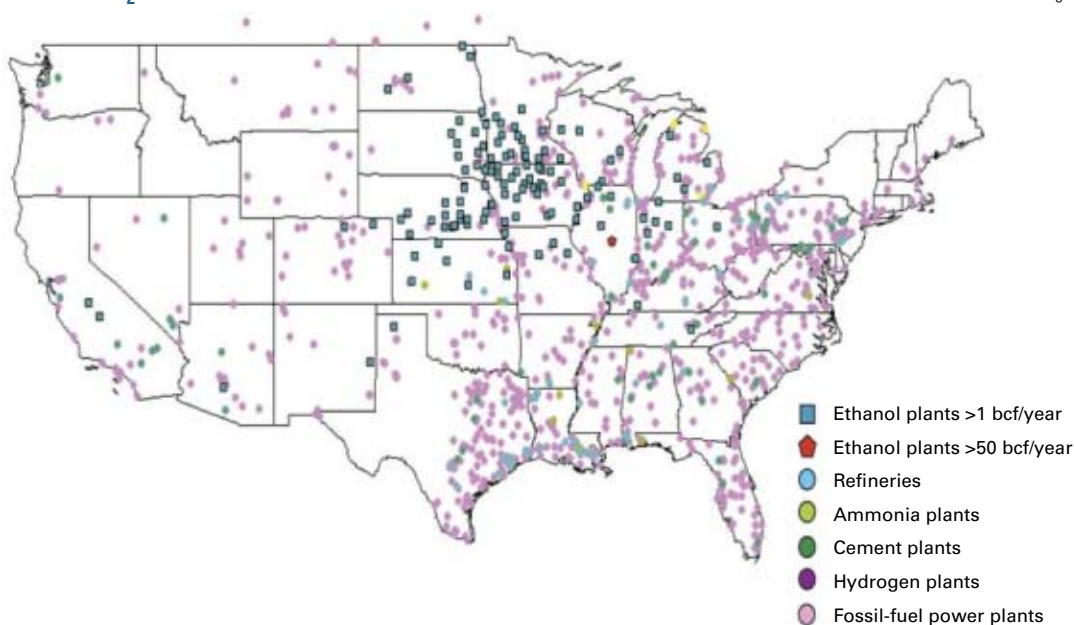 2
Ethanol plants >1 bcf/year
Ethanol plants >50 bcf/year
Refineries
Ammonia plants
Cement plants
Hydrogen plants
Fossil-fuel power plants